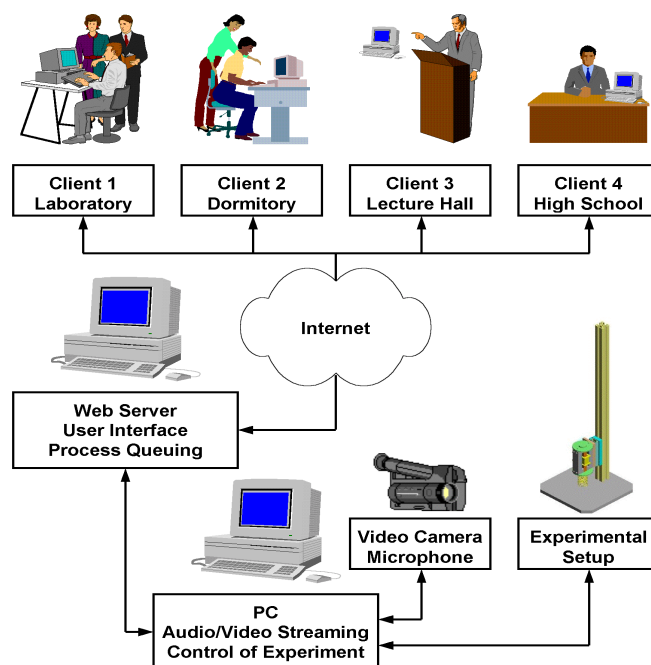 Client 1
Laboratory
Client 2
Dormitory
Client 3
Lecture Hall
Client 4
High School
Internet
Web Server
User Interface
Process Queuing
Video Camera
Microphone
Experimental
Setup
PC
Audio/Video Streaming
Control of Experiment